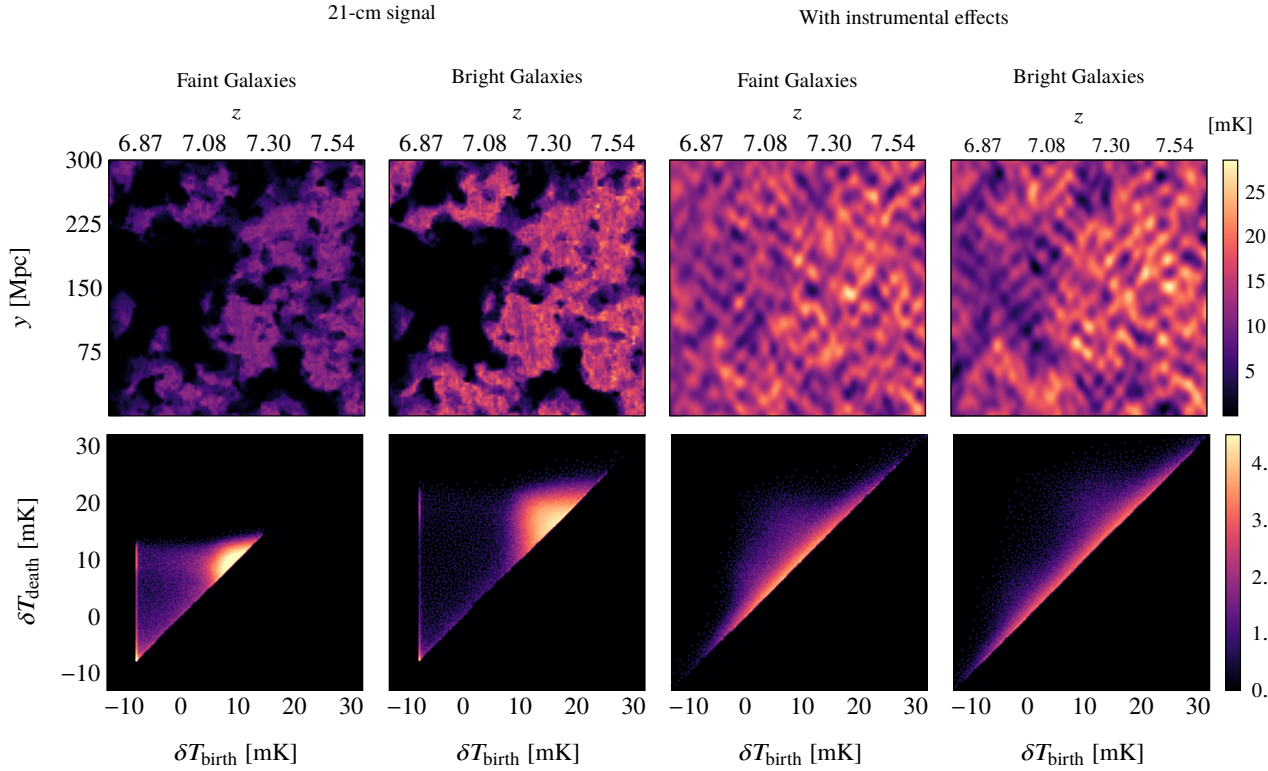 21-cm signal
With instrumental effects
Faint Galaxies
Bright Galaxies
Faint Galaxies
Bright Galaxies
z
z
z
z
[mK]
6.87 7.08 7.30 7.54
6.87 7.08 7.30 7.54
6.87 7.08 7.30 7.54
6.87 7.08 7.30 7.54
300
225
150
75
y [Mpc]
25
20
15
10
5
30
20
10
0
−10
δT_death [mK]
4.
3.
2.
1.
0.
−10 0 10 20 30
−10 0 10 20 30
−10 0 10 20 30
−10 0 10 20 30
δT_birth [mK]
δT_birth [mK]
δT_birth [mK]
δT_birth [mK]